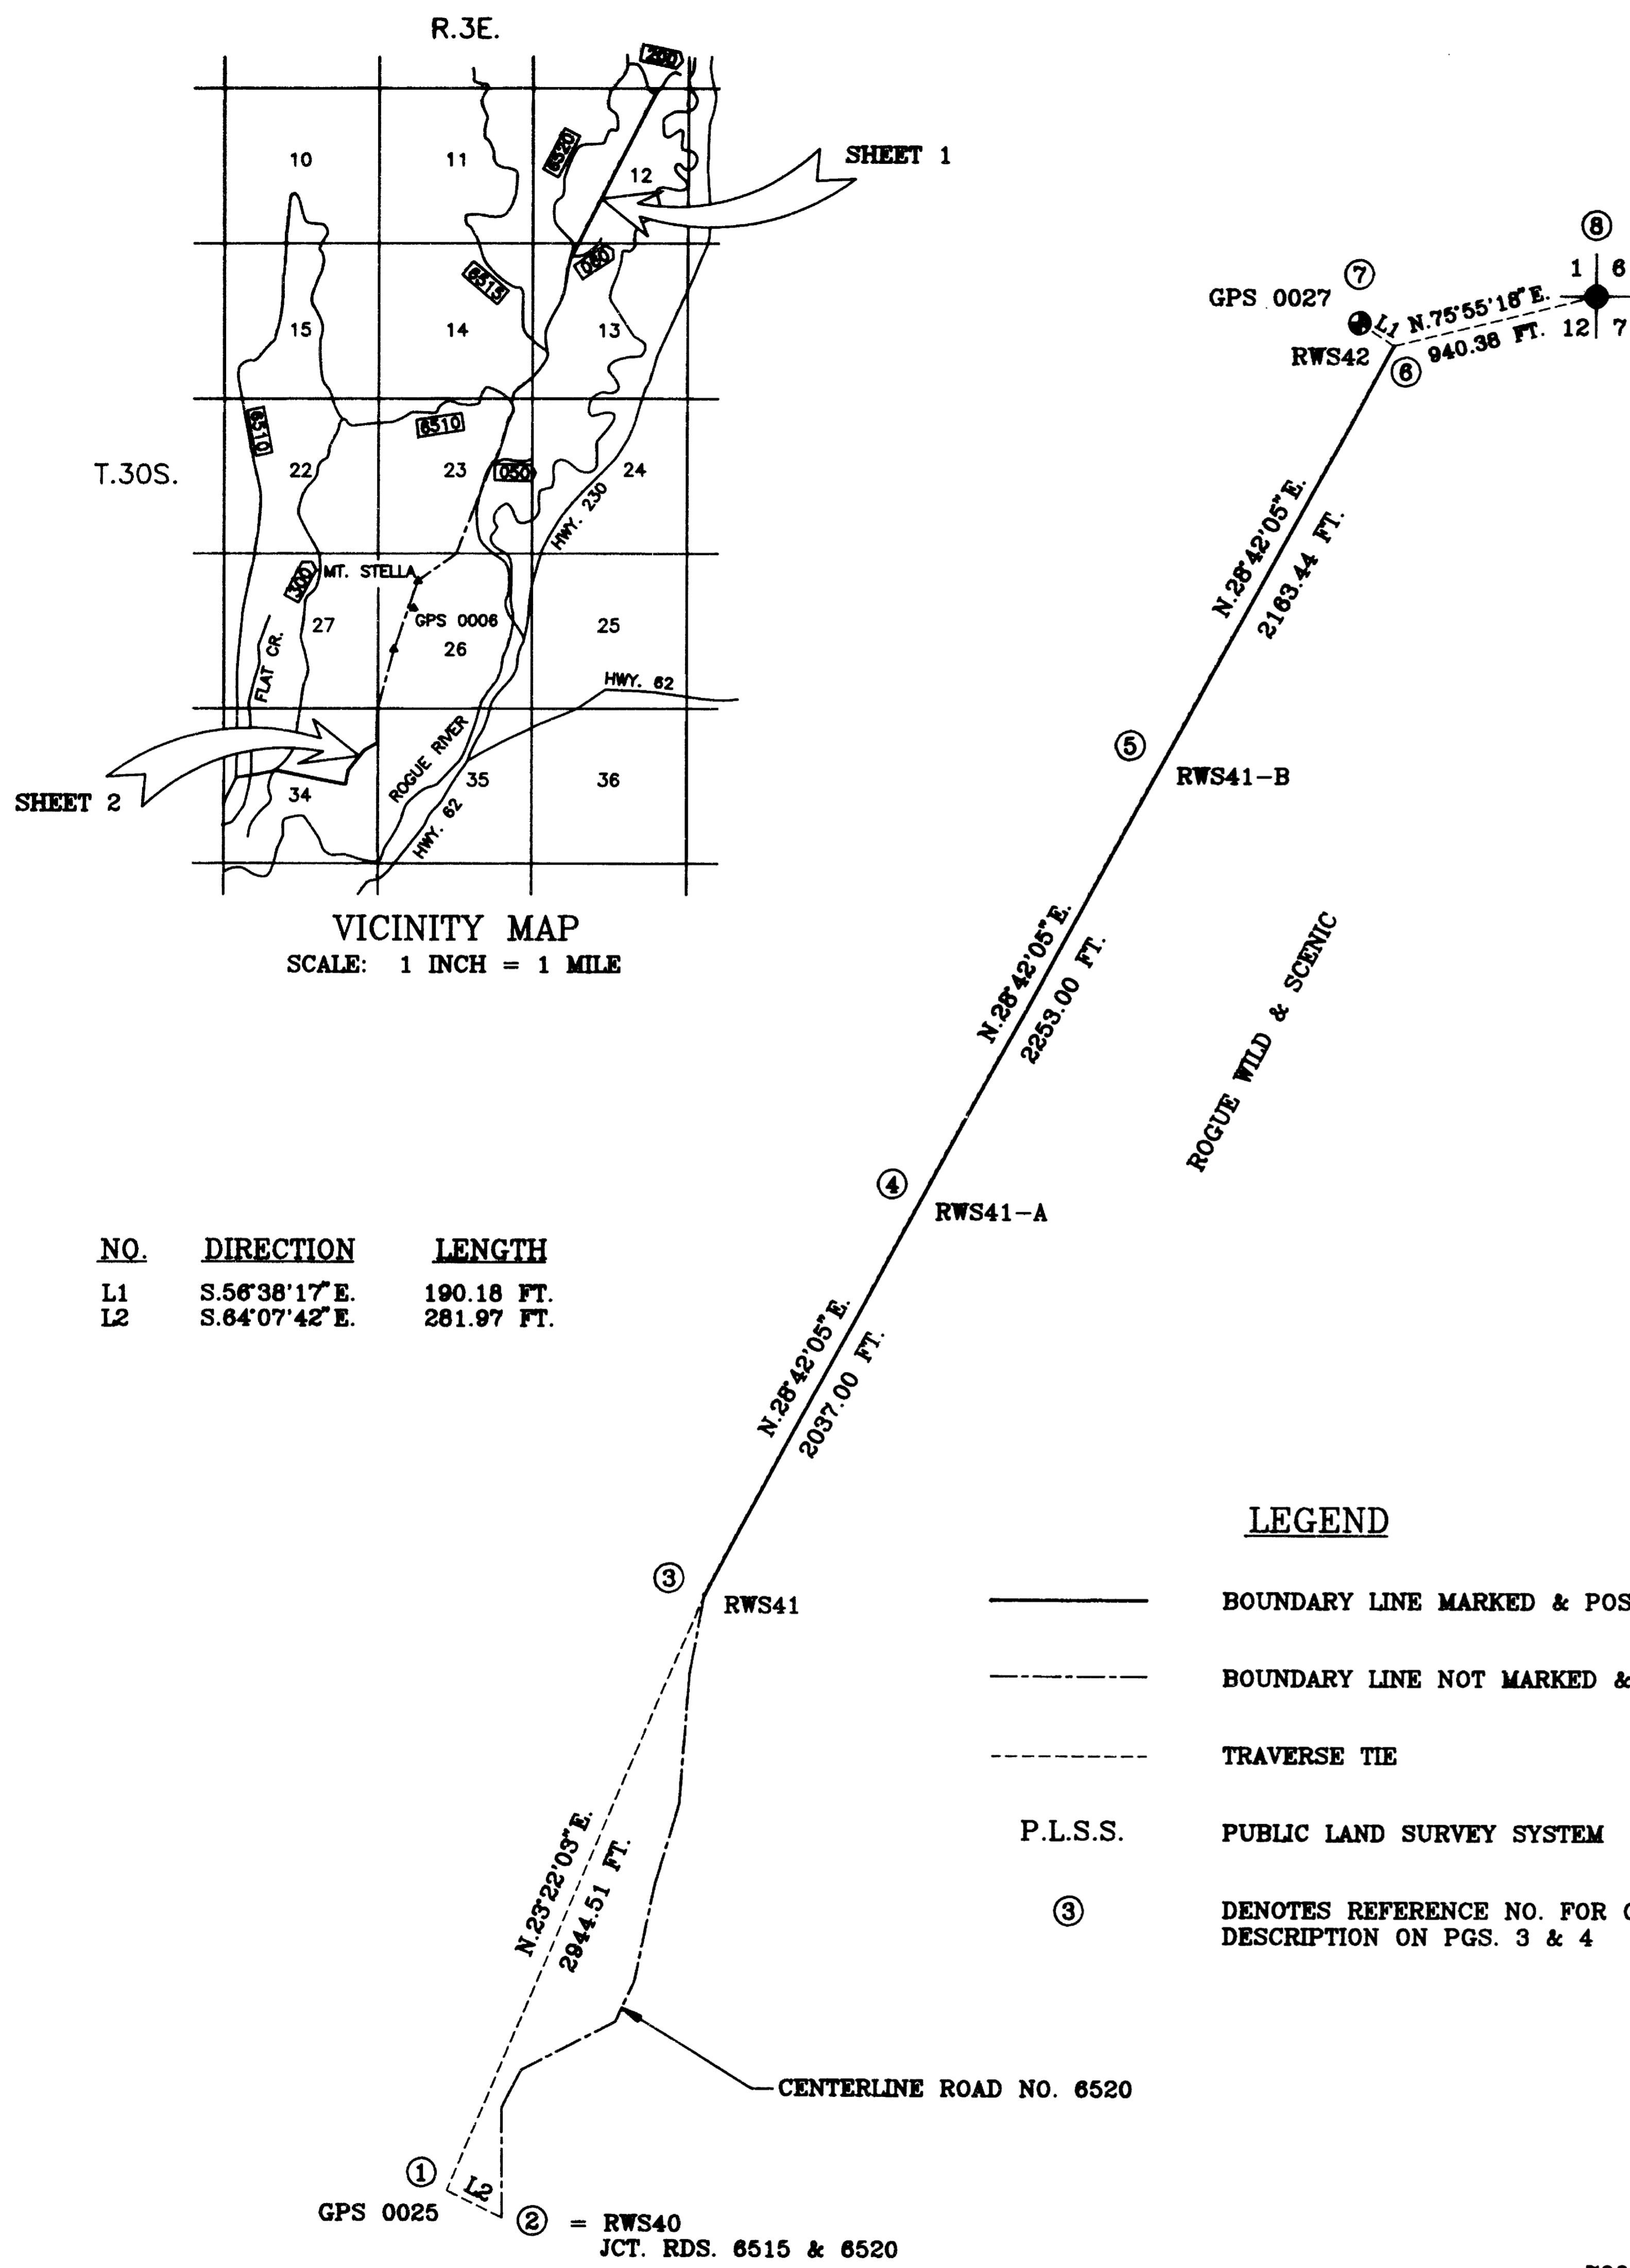 R.3E.
200
10
11
6520
12
SHEET 1
060
6515
15
14
13
6510
6510
T.30S.
22
23
050
24
HWY. 230
300
MT. STELLA
GPS 0006
27
26
25
FLAT CR.
HWY. 62
ROGUE RIVER
SHEET 2
34
35
36
HWY. 62
VICINITY MAP
SCALE: 1 INCH = 1 MILE
8
7
1 6
GPS 0027
L1
N.75°55'18"E.
12 7
RWS42
940.38 FT.
6
N.28°42'05"E.
2163.44 FT.
5
RWS41-B
N.28°42'05"E.
2253.00 FT.
ROGUE WILD & SCENIC
4
RWS41-A
NO. DIRECTION LENGTH
L1 S.56°38'17"E. 190.18 FT.
L2 S.64°07'42"E. 281.97 FT.
N.28°42'05"E.
2037.00 FT.
3
RWS41
LEGEND
BOUNDARY LINE MARKED & POS
BOUNDARY LINE NOT MARKED &
TRAVERSE TIE
P.L.S.S. PUBLIC LAND SURVEY SYSTEM
3 DENOTES REFERENCE NO. FOR
DESCRIPTION ON PGS. 3 & 4
N.23°22'03"E.
2944.51 FT.
CENTERLINE ROAD NO. 6520
1
L2
GPS 0025
2 = RWS40
JCT. RDS. 6515 & 6520